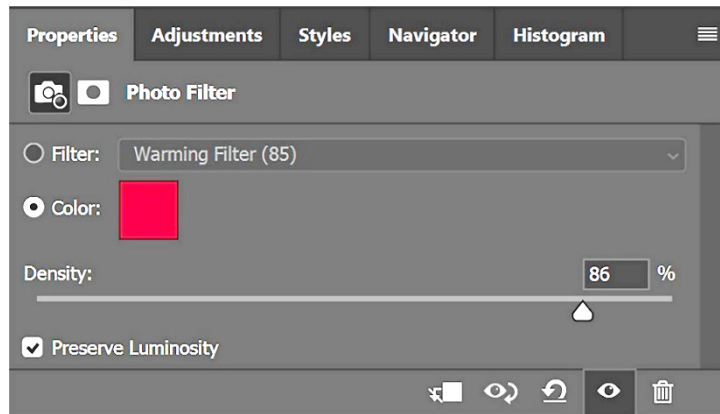 Properties Adjustments Styles Navigator Histogram
Photo Filter
Filter: Warming Filter (85)
Color:
Density: 86 %
Preserve Luminosity